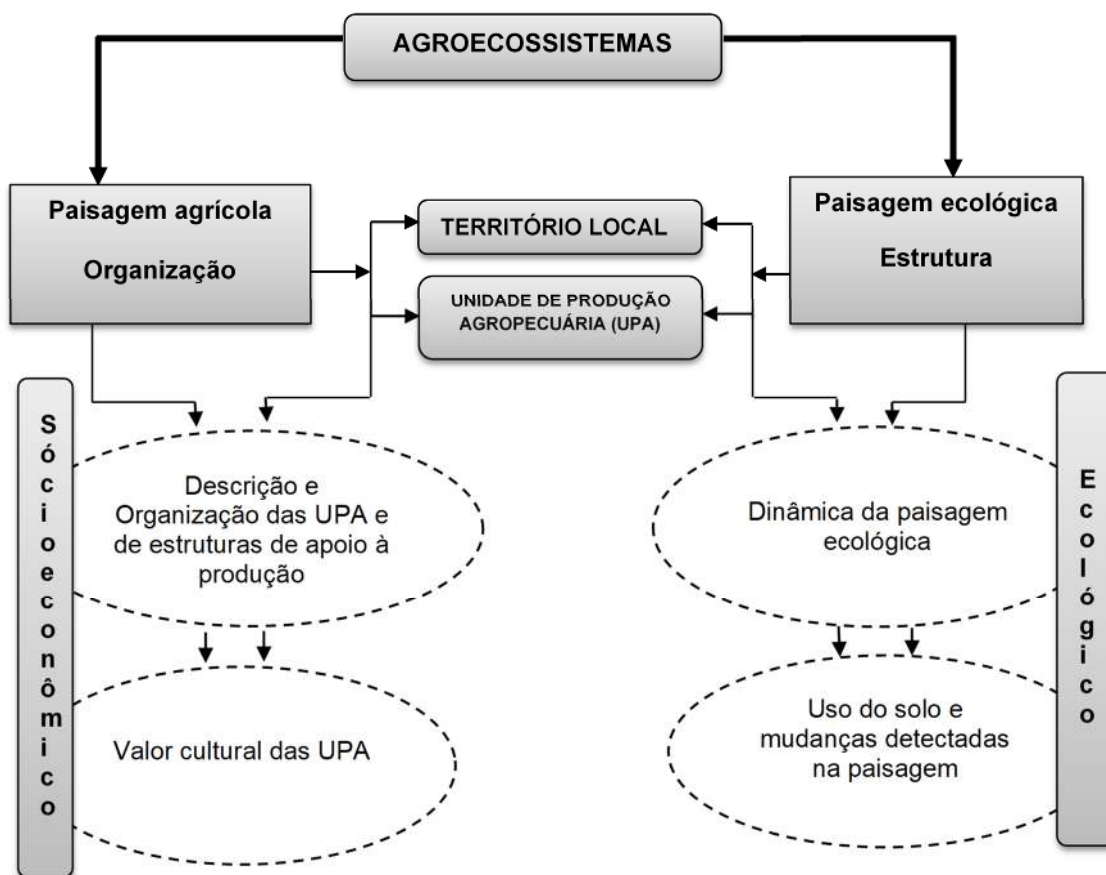 AGROECOSSISTEMAS
Paisagem agrícola
Organização
TERRITÓRIO LOCAL
UNIDADE DE PRODUÇÃO
AGROPECUÁRIA (UPA)
Paisagem ecológica
Estrutura
Sócioeconômico
Descrição e
Organização das UPA e
de estruturas de apoio à
produção
Valor cultural das UPA
Dinâmica da paisagem
ecológica
Uso do solo e
mudanças detectadas
na paisagem
Ecológico